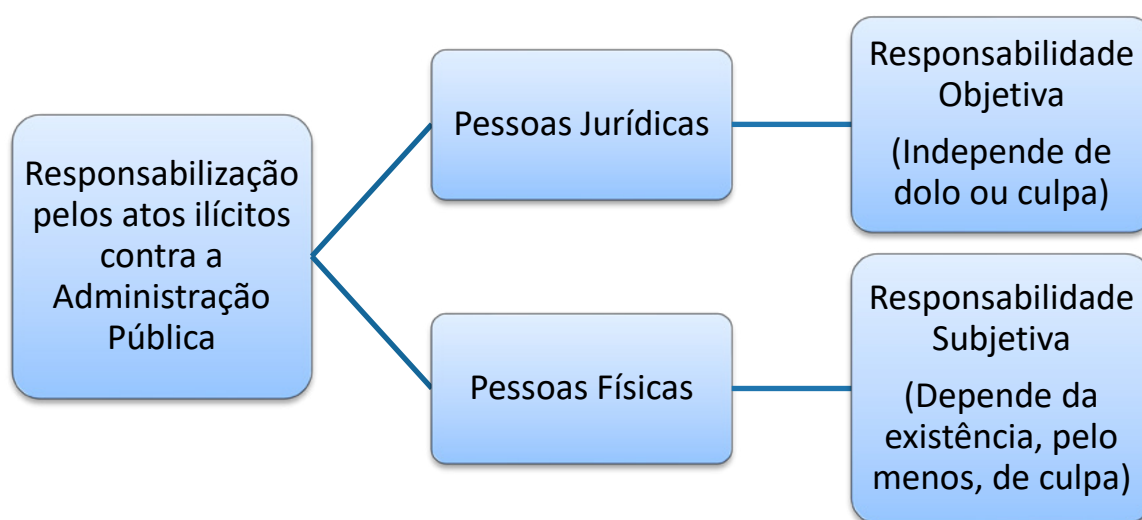 Responsabilização
pelos atos ilícitos
contra a
Administração
Pública
Pessoas Jurídicas
Responsabilidade
Objetiva
(Independe de
dolo ou culpa)
Pessoas Físicas
Responsabilidade
Subjetiva
(Depende da
existência, pelo
menos, de culpa)